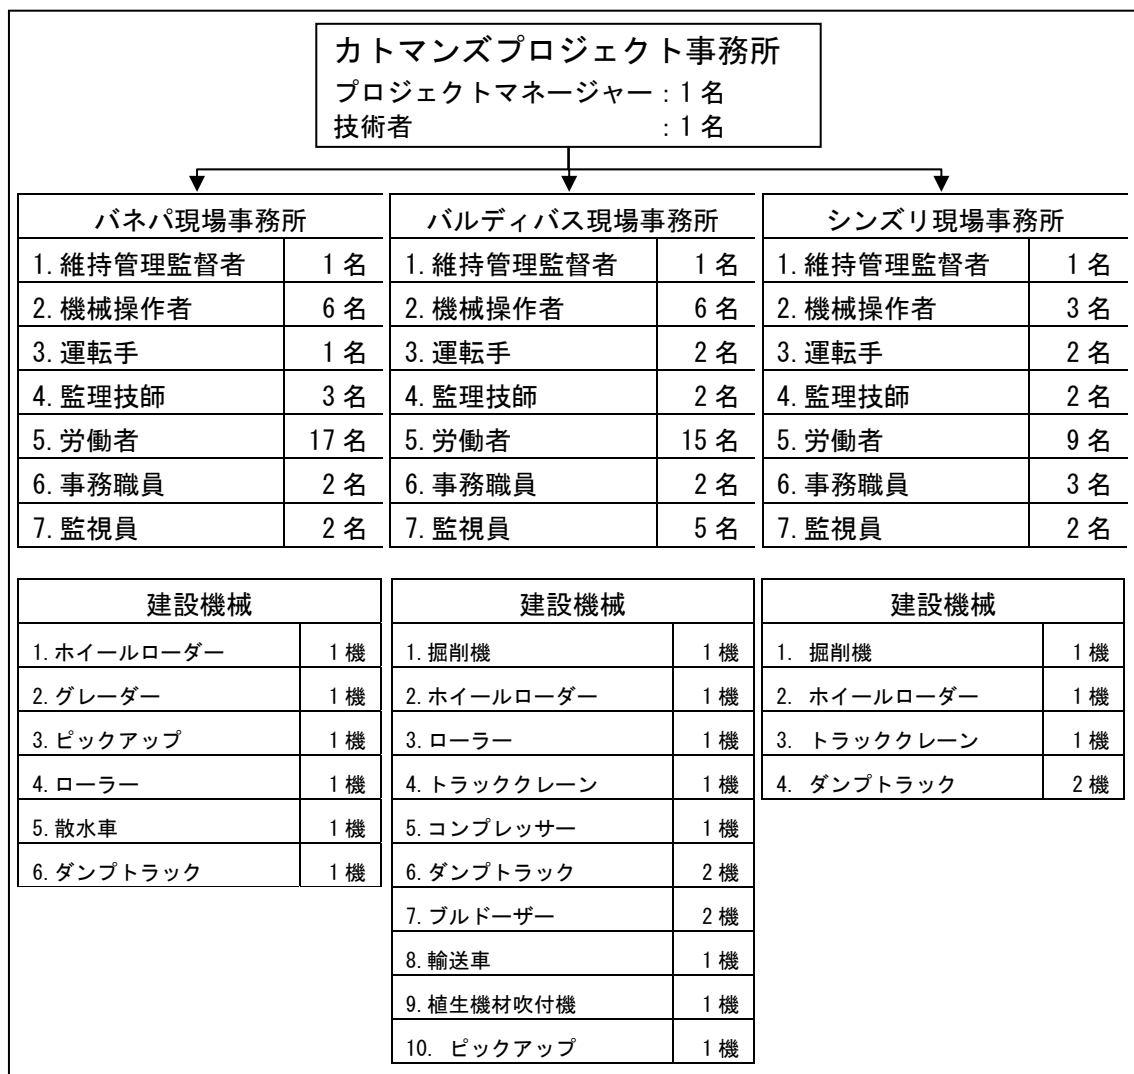 カトマンズプロジェクト事務所
プロジェクトマネージャー：1 名
技術者 ：1 名
バネパ現場事務所
1. 維持管理監督者 1 名
2. 機械操作者 6 名
3. 運転手 1 名
4. 監理技師 3 名
5. 労働者 17 名
6. 事務職員 2 名
7. 監視員 2 名
バルディバス現場事務所
1. 維持管理監督者 1 名
2. 機械操作者 6 名
3. 運転手 2 名
4. 監理技師 2 名
5. 労働者 15 名
6. 事務職員 2 名
7. 監視員 5 名
シンズリ現場事務所
1. 維持管理監督者 1 名
2. 機械操作者 3 名
3. 運転手 2 名
4. 監理技師 2 名
5. 労働者 9 名
6. 事務職員 3 名
7. 監視員 2 名
建設機械
1. ホイールローダー 1 機
2. グレーダー 1 機
3. ピックアップ 1 機
4. ローラー 1 機
5. 散水車 1 機
6. ダンプトラック 1 機
建設機械
1. 掘削機 1 機
2. ホイールローダー 1 機
3. ローラー 1 機
4. トラッククレーン 1 機
5. コンプレッサー 1 機
6. ダンプトラック 2 機
7. ブルドーザー 2 機
8. 輸送車 1 機
9. 植生機材吹付機 1 機
10. ピックアップ 1 機
建設機械
1. 掘削機 1 機
2. ホイールローダー 1 機
3. トラッククレーン 1 機
4. ダンプトラック 2 機